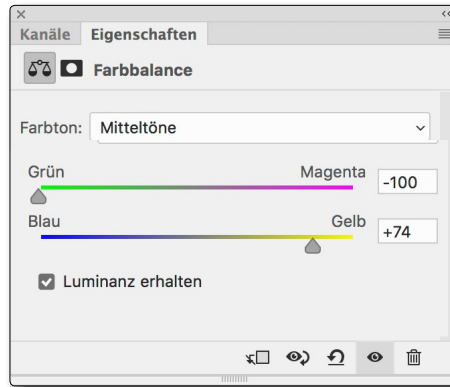 Kanäle Eigenschaften
Farbbalance
Farbton: Mitteltöne
Grün Magenta -100
Blau Gelb +74
Luminanz erhalten